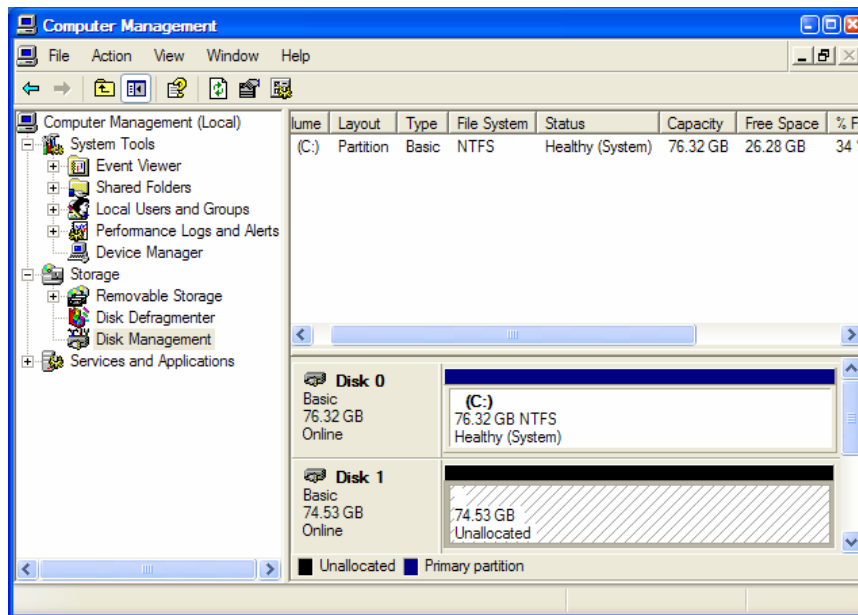 Computer Management
File Action View Window Help
Computer Management (Local)
System Tools
Event Viewer
Shared Folders
Local Users and Groups
Performance Logs and Alerts
Device Manager
Storage
Removable Storage
Disk Defragmenter
Disk Management
Services and Applications
lume Layout Type File System Status Capacity Free Space % F
(C:) Partition Basic NTFS Healthy (System) 76.32 GB 26.28 GB 34 
Disk 0
Basic
76.32 GB
Online
(C:)
76.32 GB NTFS
Healthy (System)
Disk 1
Basic
74.53 GB
Online
74.53 GB
Unallocated
Unallocated Primary partition